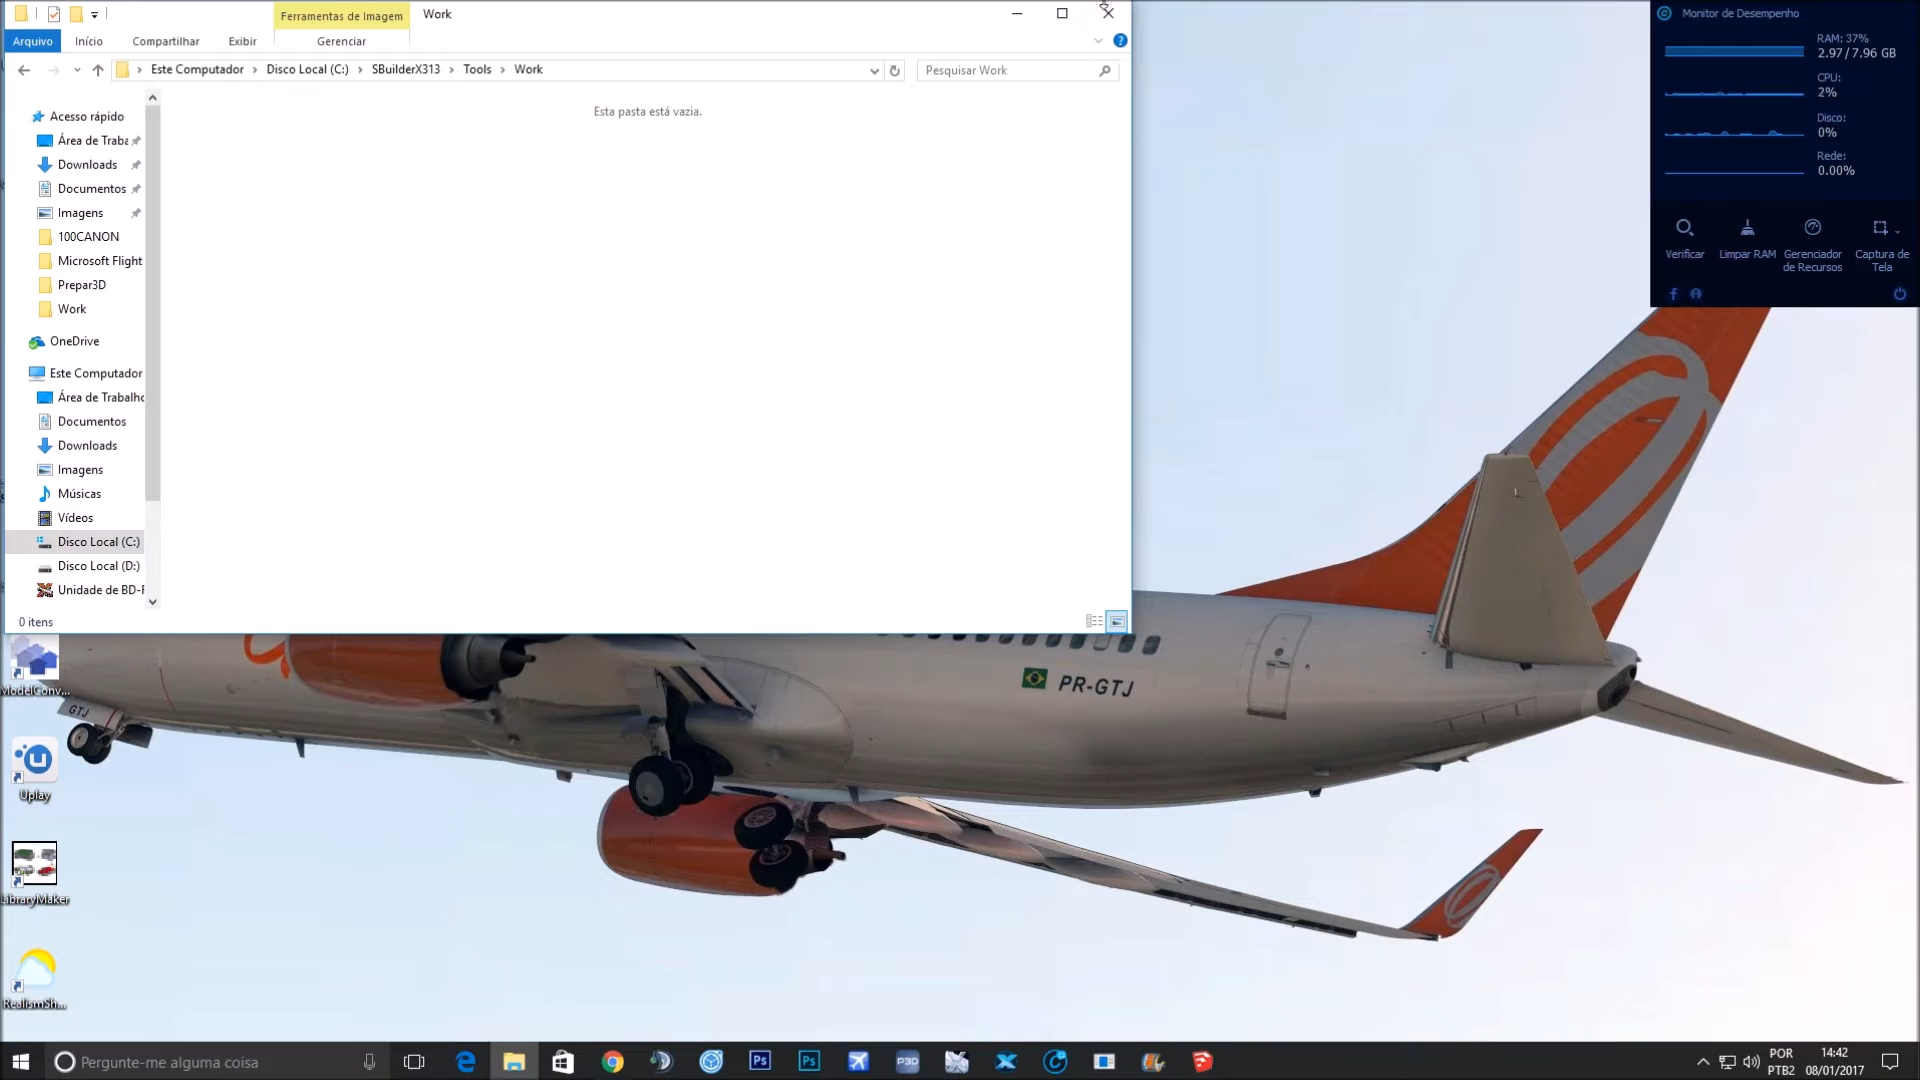 Ferramentas de Imagem
Work
Arquivo
Início
Compartilhar
Exibir
Gerenciar
Este Computador
Disco Local (C:)
SBuilderX313
Tools
Work
Pesquisar Work
Esta pasta está vazia.
Acesso rápido
Área de Traba
Downloads
Documentos
Imagens
100CANON
Microsoft Flight
Prepar3D
Work
OneDrive
Este Computador
Área de Trabalho
Documentos
Downloads
Imagens
Músicas
Vídeos
Disco Local (C:)
Disco Local (D:)
Unidade de BD-R
0 itens
Monitor de Desempenho
RAM: 37%
2.97/7.96 GB
CPU:
2%
Disco:
0%
Rede:
0.00%
Verificar
Limpar RAM
Gerenciador
de Recursos
Captura de
Tela
ModelConv...
GTJ
PR-GTJ
Uplay
LibraryMaker
RealismSh...
Pergunte-me alguma coisa
Ps
Ps
P3D
POR
PTB2
14:42
08/01/2017